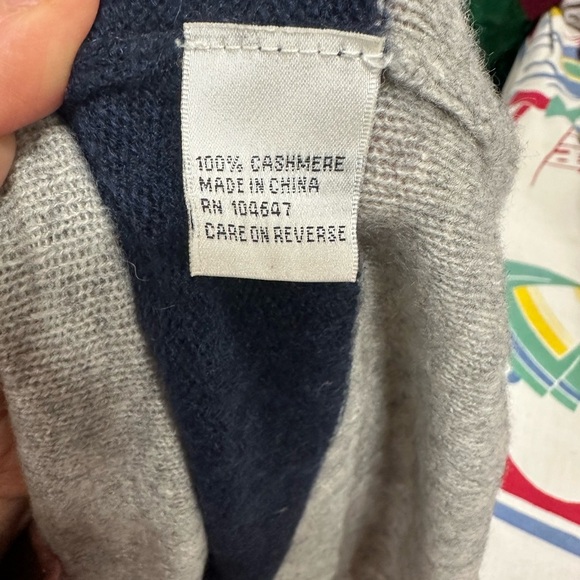 100% CASHMERE
MADE IN CHINA
RN 104647
CARE ON REVERSE